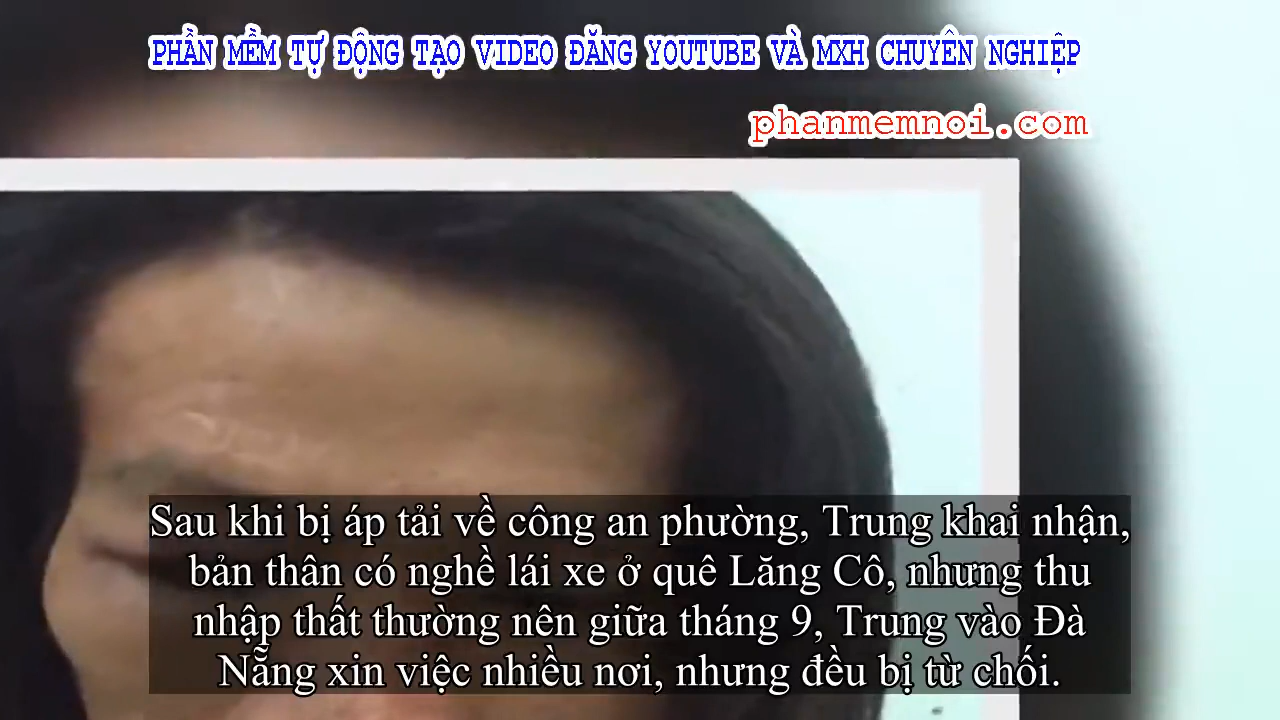 PHẦN MỀM TỰ ĐỘNG TẠO VIDEO ĐĂNG YOUTUBE VÀ MXH CHUYÊN NGHIỆP
phanmemnoi.com
Sau khi bị áp tải về công an phường, Trung khai nhận,
bản thân có nghề lái xe ở quê Lăng Cô, nhưng thu
nhập thất thường nên giữa tháng 9, Trung vào Đà
Nẵng xin việc nhiều nơi, nhưng đều bị từ chối.